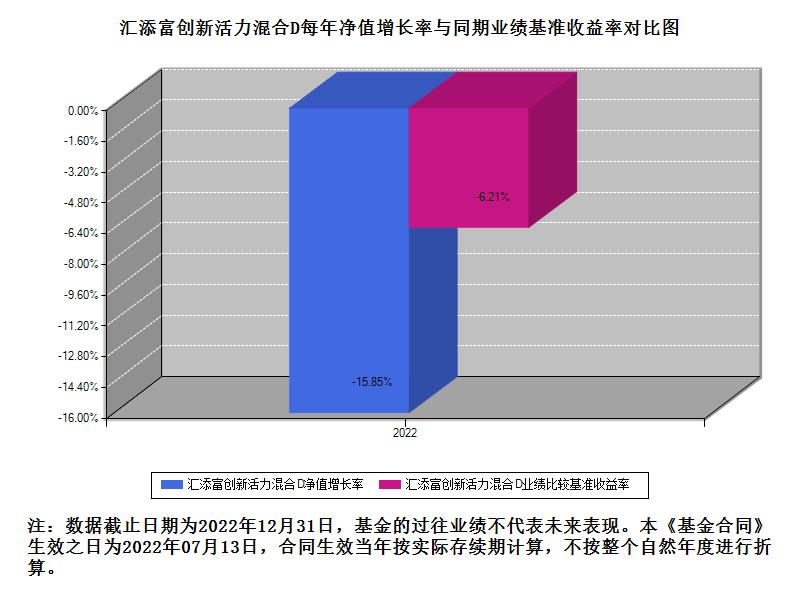 汇添富创新活力混合D每年净值增长率与同期业绩基准收益率对比图
0.00%
-1.60%
-3.20%
-4.80%
-6.40%
-8.00%
-9.60%
-11.20%
-12.80%
-14.40%
-16.00%
-6.21%
-15.85%
2022
汇添富创新活力混合D净值增长率 汇添富创新活力混合D业绩比较基准收益率
注：数据截止日期为2022年12月31日，基金的过往业绩不代表未来表现。本《基金合同》
生效之日为2022年07月13日，合同生效当年按实际存续期计算，不按整个自然年度进行折
算。